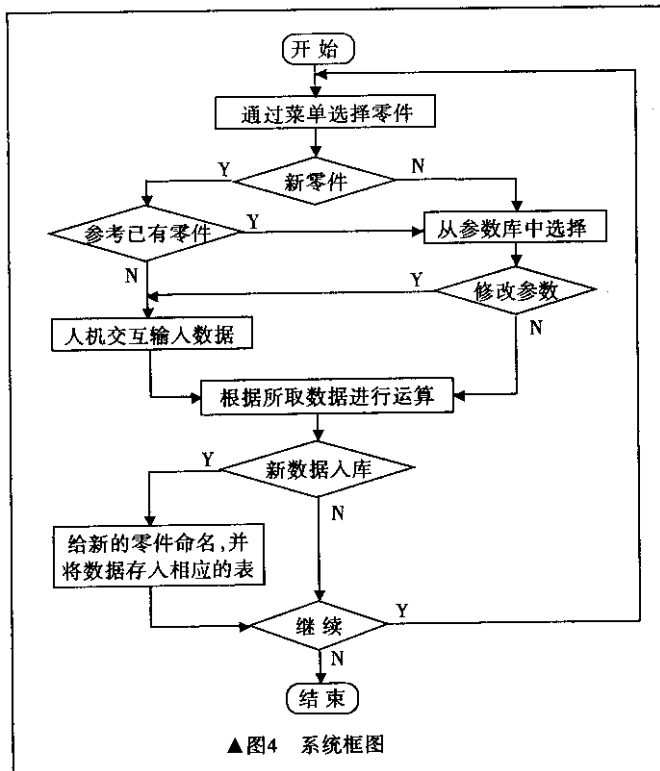 开始
通过菜单选择零件
Y
新零件
N
参考已有零件
Y
从参数库中选择
N
Y
修改参数
人机交互输入数据
N
根据所取数据进行运算
Y
新数据入库
N
给新的零件命名,并
将数据存入相应的表
继续
Y
N
结束
▲图4 系统框图